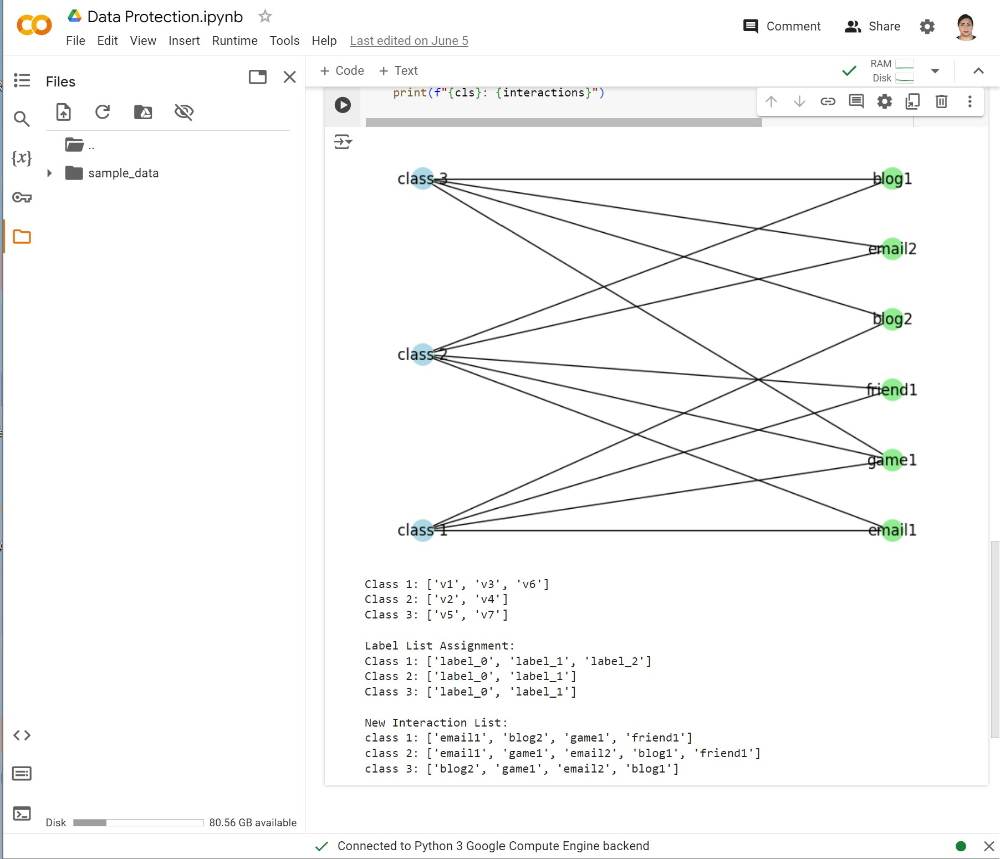 Data Protection.ipynb
File Edit View Insert Runtime Tools Help Last edited on June 5
Comment Share
Files
+ Code + Text
RAM
Disk
print(f"{cls}: {interactions}")
..
sample_data
{x}
class 3
blog1
email2
blog2
class 2
friend1
game1
class 1
email1
Class 1: ['v1', 'v3', 'v6']
Class 2: ['v2', 'v4']
Class 3: ['v5', 'v7']
Label List Assignment:
Class 1: ['label_0', 'label_1', 'label_2']
Class 2: ['label_0', 'label_1']
Class 3: ['label_0', 'label_1']
New Interaction List:
class 1: ['email1', 'blog2', 'game1', 'friend1']
class 2: ['email1', 'game1', 'email2', 'blog1', 'friend1']
class 3: ['blog2', 'game1', 'email2', 'blog1']
Disk 80.56 GB available
Connected to Python 3 Google Compute Engine backend